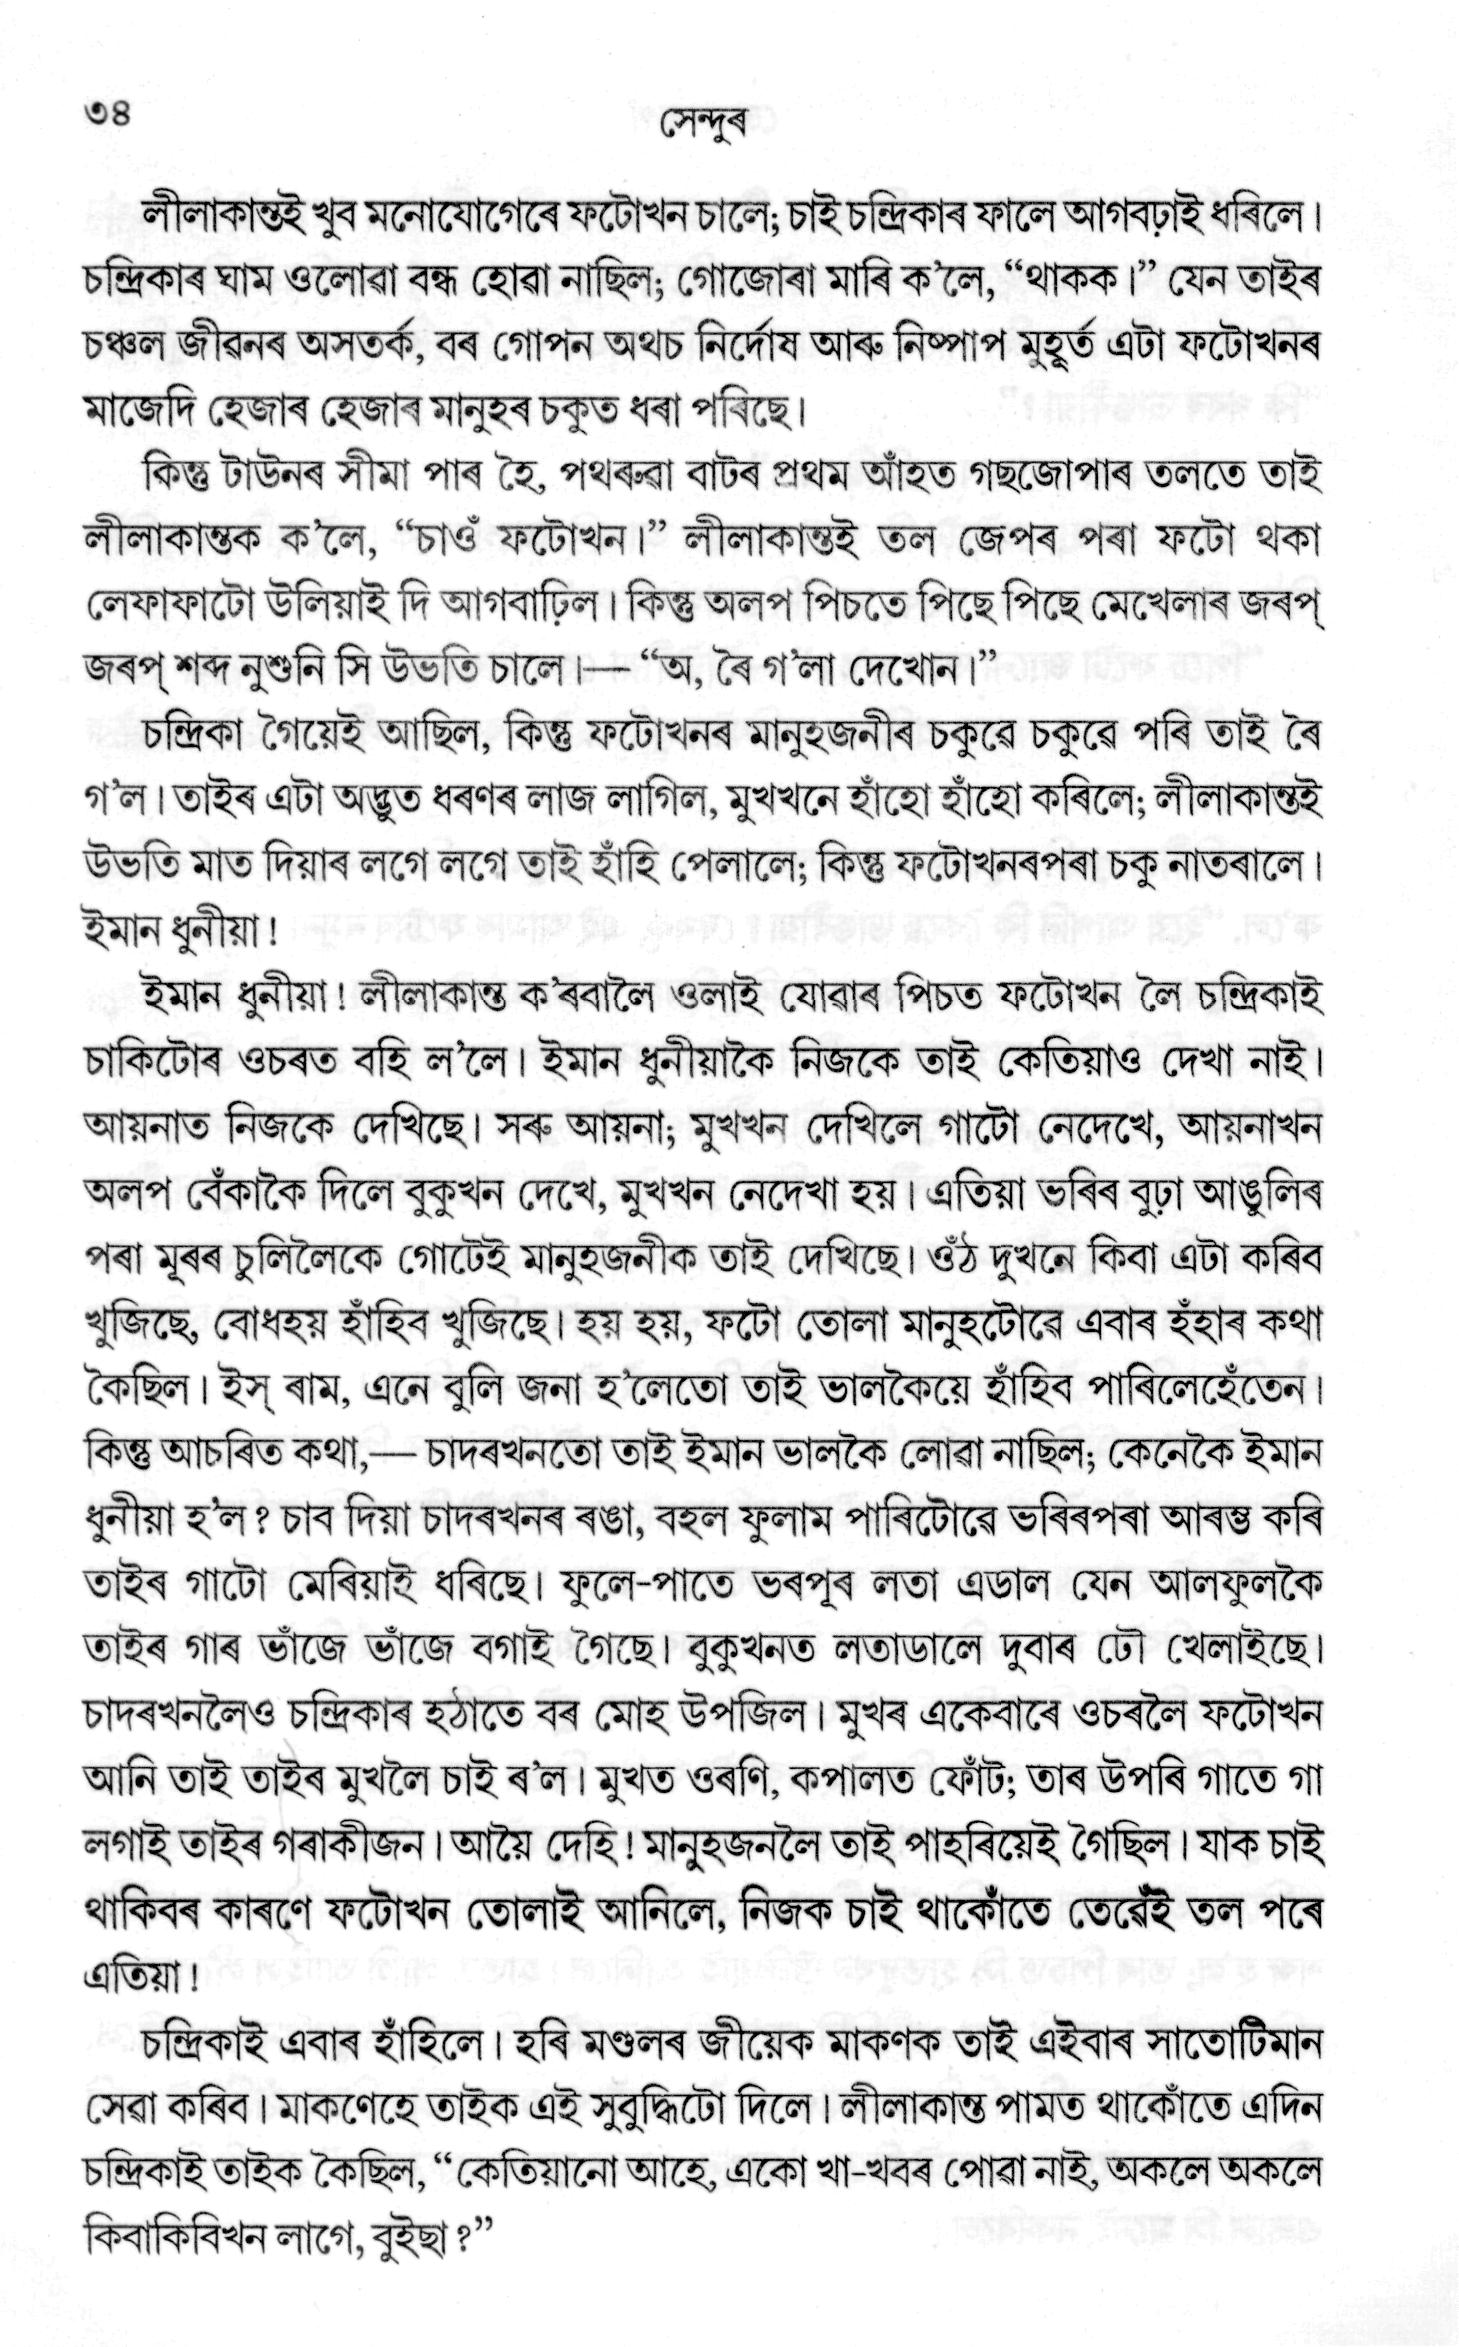 ৩৪
সেন্দুৰ
লীলাকান্তই খুব মনোযোগেৰে ফটোখন চালে; চাই চন্দ্ৰিকাৰ ফালে আগবঢ়াই ধৰিলে।
চন্দ্ৰিকাৰ ঘাম ওলোৱা বন্ধ হোৱা নাছিল; গোজোৰা মাৰি ক’লে, “থাকক।” যেন তাইৰ
চঞ্চল জীৱনৰ অসতৰ্ক, বৰ গোপন অথচ নিৰ্দোষ আৰু নিষ্পাপ মুহূৰ্ত এটা ফটোখনৰ
মাজেদি হেজাৰ হেজাৰ মানুহৰ চকুত ধৰা পৰিছে।
কিন্তু টাউনৰ সীমা পাৰ হৈ, পথৰুৱা বাটৰ প্ৰথম আঁহত গছজোপাৰ তলতে তাই
লীলাকান্তক ক’লে, “চাওঁ ফটোখন।” লীলাকান্তই তল জেপৰ পৰা ফটো থকা
লেফাফাটো উলিয়াই দি আগবাঢ়িল। কিন্তু অলপ পিচতে পিছে পিছে মেখেলাৰ জৰপ্
জৰপ্ শব্দ নুশুনি সি উভতি চালে।— “অ, ৰৈ গ’লা দেখোন।”
চন্দ্ৰিকা গৈয়েই আছিল, কিন্তু ফটোখনৰ মানুহজনীৰ চকুৱে চকুৱে পৰি তাই ৰৈ
গ’ল। তাইৰ এটা অদ্ভুত ধৰণৰ লাজ লাগিল, মুখখনে হাঁহো হাঁহো কৰিলে; লীলাকান্তই
উভতি মাত দিয়াৰ লগে লগে তাই হাঁহি পেলালে; কিন্তু ফটোখনৰপৰা চকু নাতৰালে।
ইমান ধুনীয়া!
ইমান ধুনীয়া! লীলাকান্ত ক’ৰবালৈ ওলাই যোৱাৰ পিচত ফটোখন লৈ চন্দ্ৰিকাই
চাকিটোৰ ওচৰত বহি ল’লে। ইমান ধুনীয়াকৈ নিজকে তাই কেতিয়াও দেখা নাই।
আয়নাত নিজকে দেখিছে। সৰু আয়না; মুখখন দেখিলে গাটো নেদেখে, আয়নাখন
অলপ বেঁকাকৈ দিলে বুকুখন দেখে, মুখখন নেদেখা হয়। এতিয়া ভৰিৰ বুঢ়া আঙুলিৰ
পৰা মূৰৰ চুলিলৈকে গোটেই মানুহজনীক তাই দেখিছে। ওঁঠ দুখনে কিবা এটা কৰিব
খুজিছে, বোধহয় হাঁহিব খুজিছে। হয় হয়, ফটো তোলা মানুহটোৱে এবাৰ হঁহাৰ কথা
কৈছিল। ইস্ ৰাম, এনে বুলি জনা হ’লেতো তাই ভালকৈয়ে হাঁহিব পাৰিলেহেঁতেন।
কিন্তু আচৰিত কথা,— চাদৰখনতো তাই ইমান ভালকৈ লোৱা নাছিল; কেনেকৈ ইমান
ধুনীয়া হ’ল? চাব দিয়া চাদৰখনৰ ৰঙা, বহল ফুলাম পাৰিটোৱে ভৰিৰপৰা আৰম্ভ কৰি
তাইৰ গাটো মেৰিয়াই ধৰিছে। ফুলে-পাতে ভৰপূৰ লতা এডাল যেন আলফুলকৈ
তাইৰ গাৰ ভাঁজে ভাঁজে বগাই গৈছে। বুকুখনত লতাডালে দুবাৰ ঢৌ খেলাইছে।
চাদৰখনলৈও চন্দ্ৰিকাৰ হঠাতে বৰ মোহ উপজিল। মুখৰ একেবাৰে ওচৰলৈ ফটোখন
আনি তাই তাইৰ মুখলৈ চাই ৰ’ল। মুখত ওৰণি, কপালত ফোঁট; তাৰ উপৰি গাতে গা
লগাই তাইৰ গৰাকীজন। আয়ৈ দেহি! মানুহজনলৈ তাই পাহৰিয়েই গৈছিল। যাক চাই
থাকিবৰ কাৰণে ফটোখন তোলাই আনিলে, নিজক চাই থাকোঁতে তেৱেঁই তল পৰে
এতিয়া!
চন্দ্ৰিকাই এবাৰ হাঁহিলে। হৰি মণ্ডলৰ জীয়েক মাকণক তাই এইবাৰ সাতোটিমান
সেৱা কৰিব। মাকণেহে তাইক এই সুবুদ্ধিটো দিলে। লীলাকান্ত পামত থাকোঁতে এদিন
চন্দ্ৰিকাই তাইক কৈছিল, “কেতিয়ানো আহে, একো খা-খবৰ পোৱা নাই, অকলে অকলে
কিবাকিবিখন লাগে, বুইছা?”